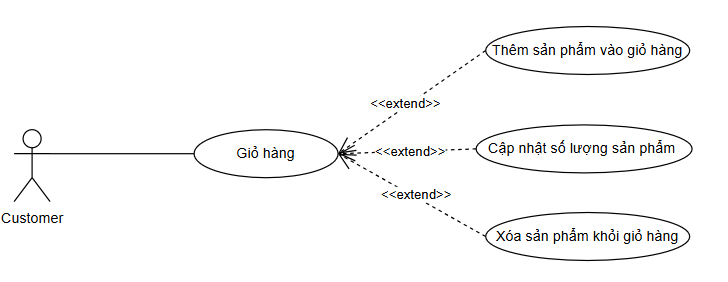 Thêm sản phẩm vào giỏ hàng
<<extend>>
Giỏ hàng
<<extend>>
Cập nhật số lượng sản phẩm
<<extend>>
Customer
Xóa sản phẩm khỏi giỏ hàng